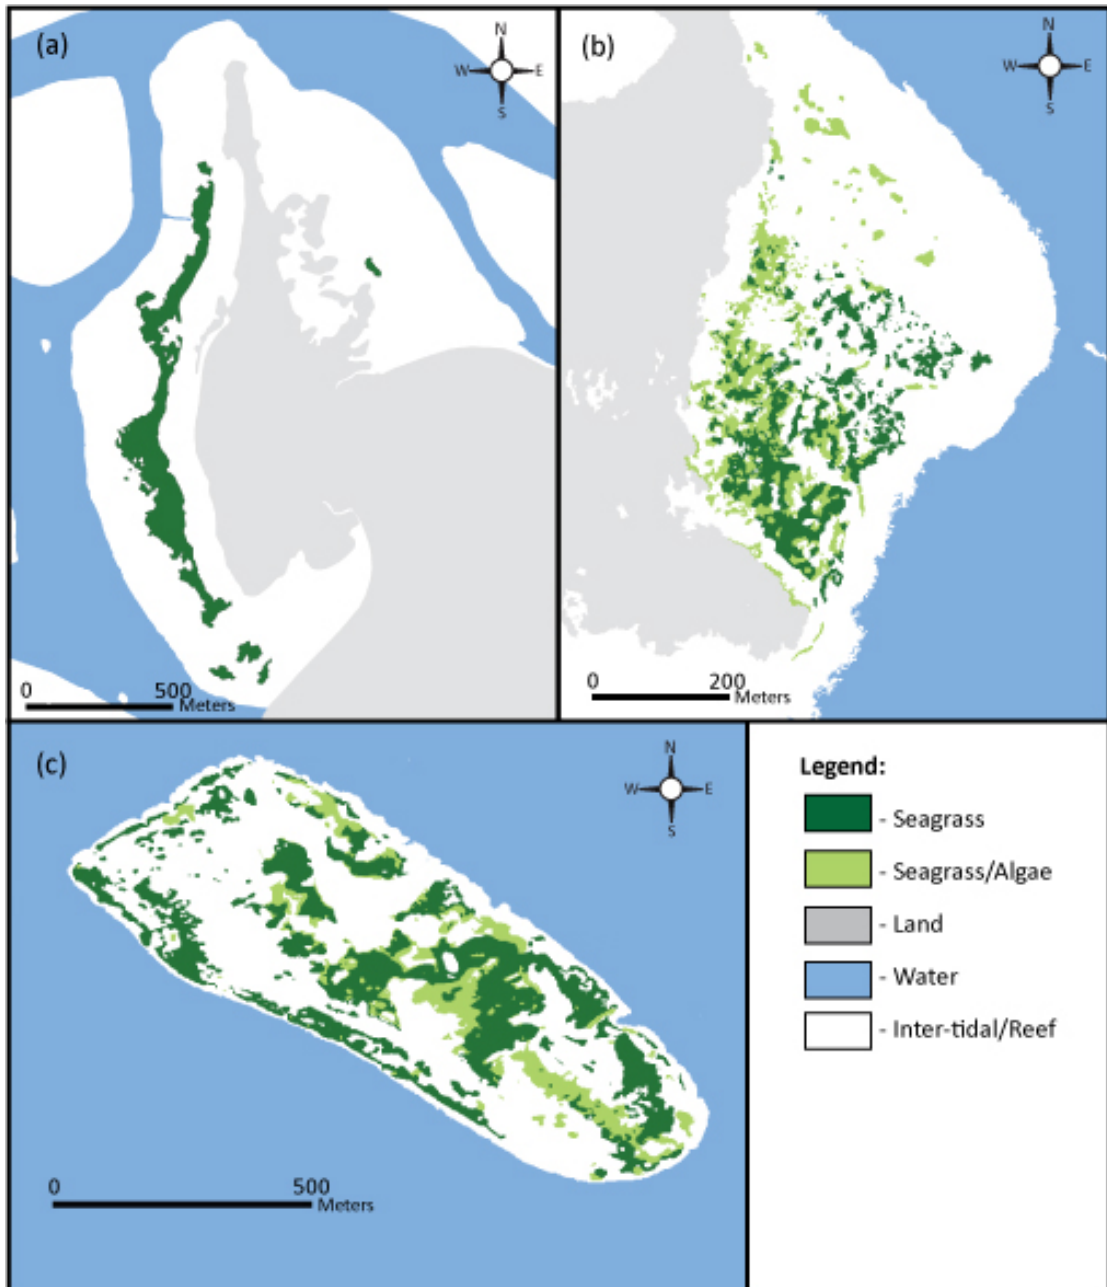 (a)
N
W E
S
0 500
Meters
(b)
N
W E
S
0 200
Meters
(c)
N
W E
S
0 500
Meters
Legend:
- Seagrass
- Seagrass/Algae
- Land
- Water
- Inter-tidal/Reef